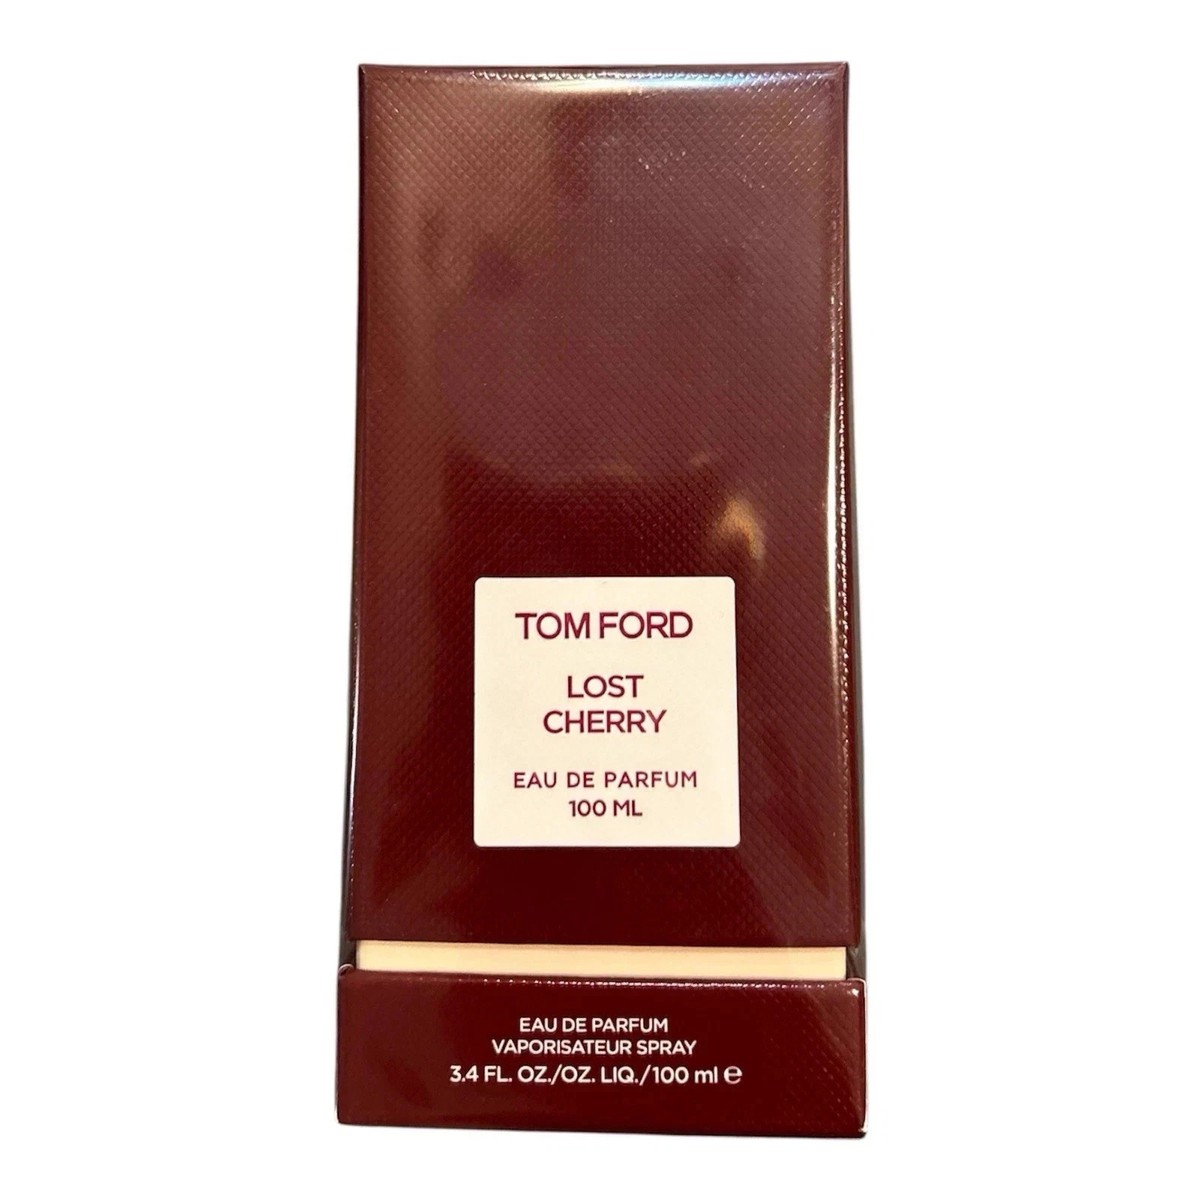 TOM FORD
LOST
CHERRY
EAU DE PARFUM
100 ML
EAU DE PARFUM
VAPORISATEUR SPRAY
3.4 FL. OZ./OZ. LIQ./100 ml ℮